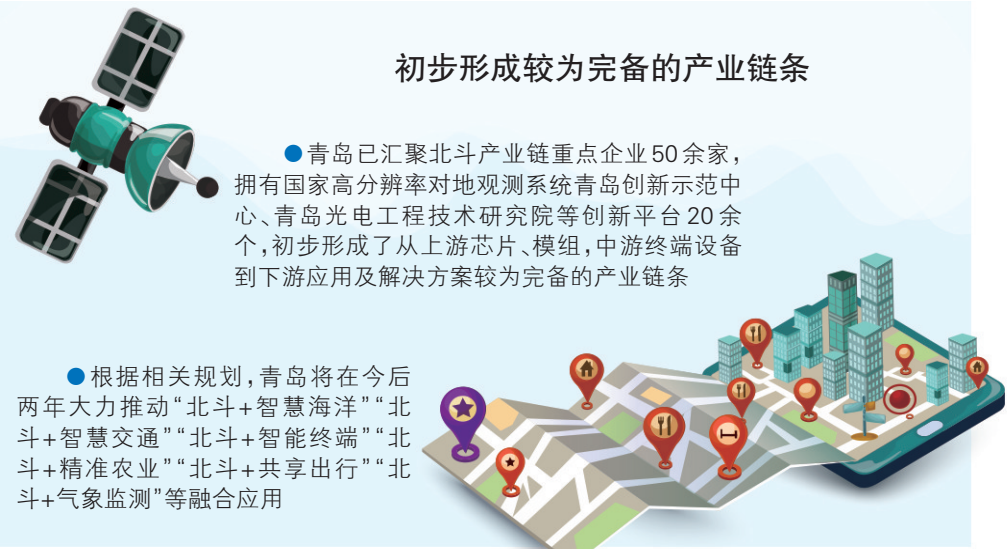 初步形成较为完备的产业链条
●青岛已汇聚北斗产业链重点企业50余家，
拥有国家高分辨率对地观测系统青岛创新示范中
心、青岛光电工程技术研究院等创新平台20余
个，初步形成了从上游芯片、模组，中游终端设备
到下游应用及解决方案较为完备的产业链条
●根据相关规划，青岛将在今后
两年大力推动“北斗+智慧海洋”“北
斗+智慧交通”“北斗+智能终端”“北
斗+精准农业”“北斗+共享出行”“北
斗+气象监测”等融合应用